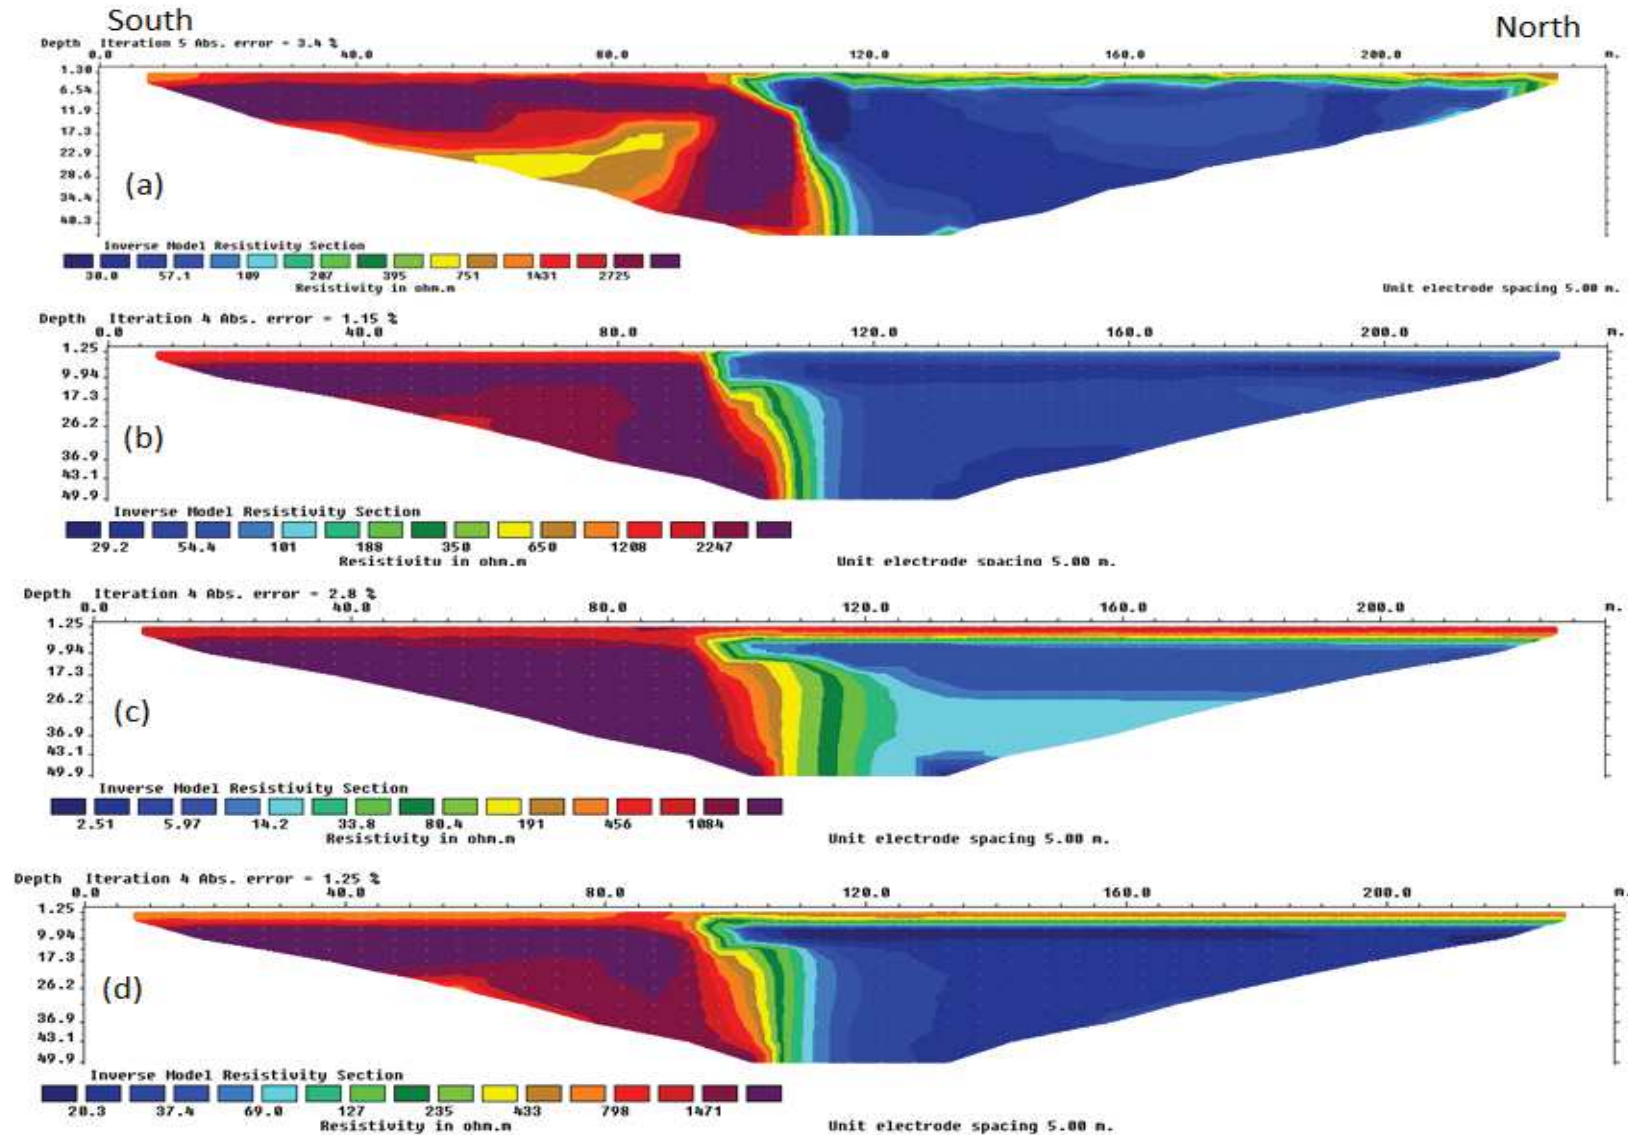 South North
Depth Iteration 5 Abs. error = 3.4 %
0.0 40.0 80.0 120.0 160.0 200.0 m.
1.30
6.54
11.9
17.3
22.9
28.6
34.4
40.3
(a)
Inverse Model Resistivity Section
30.0 57.1 109 207 395 751 1431 2725
Resistivity in ohm.m Unit electrode spacing 5.00 m.
Depth Iteration 4 Abs. error = 1.15 %
0.0 40.0 80.0 120.0 160.0 200.0 m.
1.25
9.94
17.3
26.2
36.9
43.1
49.9
(b)
Inverse Model Resistivity Section
29.2 54.4 101 188 350 650 1208 2247
Resistivity in ohm.m Unit electrode spacing 5.00 m.
Depth Iteration 4 Abs. error = 2.8 %
0.0 40.0 80.0 120.0 160.0 200.0 m.
1.25
9.94
17.3
26.2
36.9
43.1
49.9
(c)
Inverse Model Resistivity Section
2.51 5.97 14.2 33.8 80.4 191 456 1084
Resistivity in ohm.m Unit electrode spacing 5.00 m.
Depth Iteration 4 Abs. error = 1.25 %
0.0 40.0 80.0 120.0 160.0 200.0 m.
1.25
9.94
17.3
26.2
36.9
43.1
49.9
(d)
Inverse Model Resistivity Section
20.3 37.4 69.0 127 235 433 798 1471
Resistivity in ohm.m Unit electrode spacing 5.00 m.